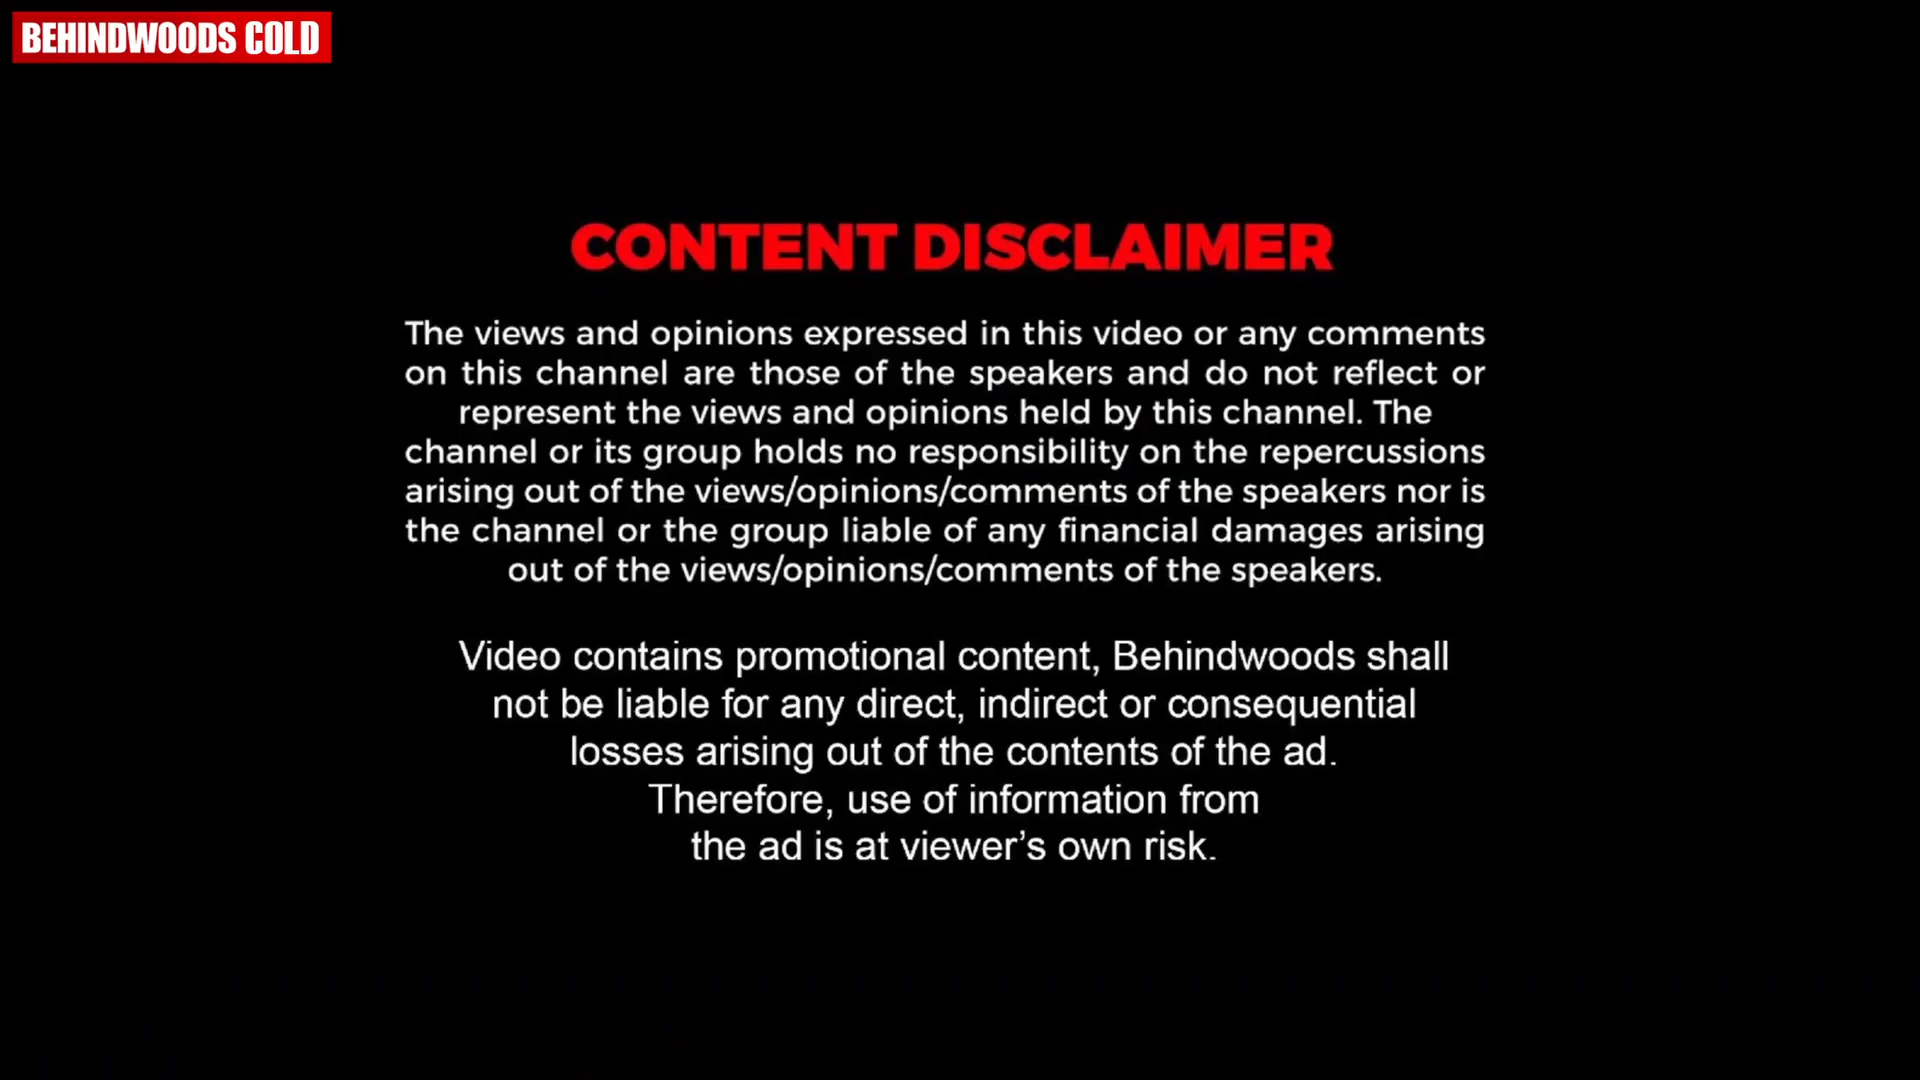 BEHINDWOODS COLD
CONTENT DISCLAIMER
The views and opinions expressed in this video or any comments
on this channel are those of the speakers and do not reflect or
represent the views and opinions held by this channel. The
channel or its group holds no responsibility on the repercussions
arising out of the views/opinions/comments of the speakers nor is
the channel or the group liable of any financial damages arising
out of the views/opinions/comments of the speakers.
Video contains promotional content, Behindwoods shall
not be liable for any direct, indirect or consequential
losses arising out of the contents of the ad.
Therefore, use of information from
the ad is at viewer’s own risk.